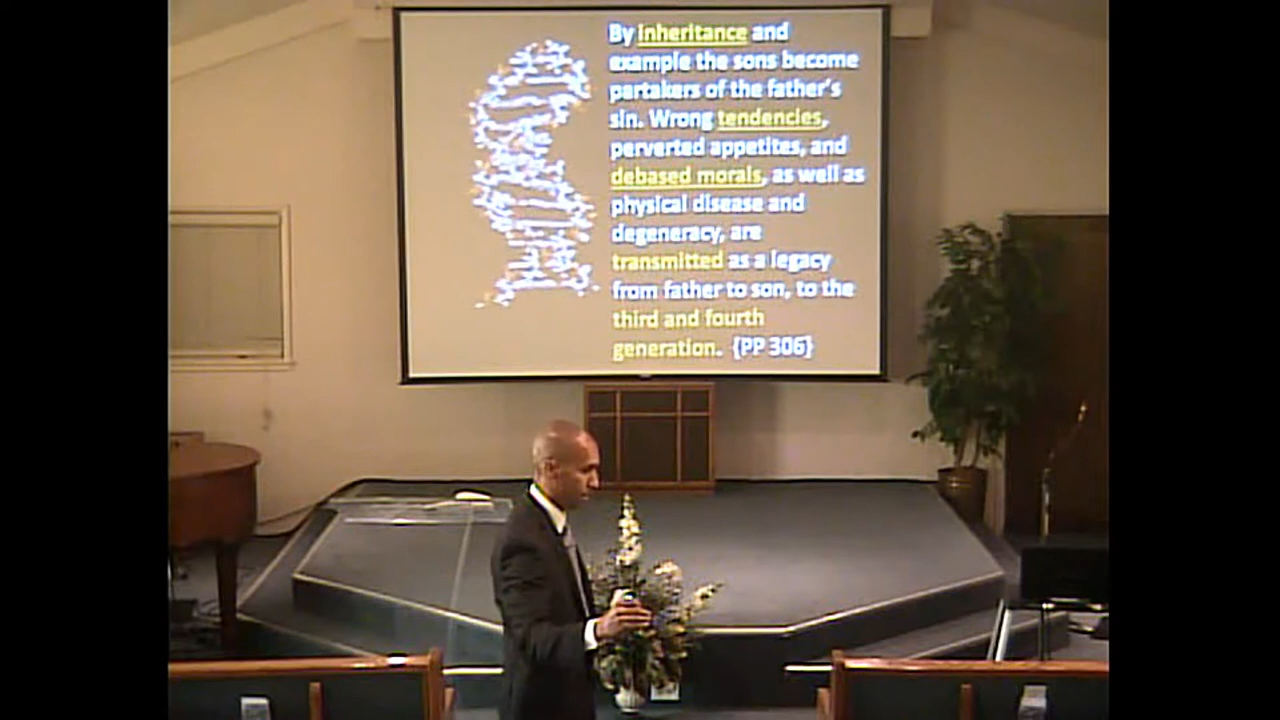 By inheritance and
example the sons become
partakers of the father's
sin. Wrong tendencies,
perverted appetites, and
debased morals, as well as
physical disease and
degeneracy, are
transmitted as a legacy
from father to son, to the
third and fourth
generation. {PP 306}